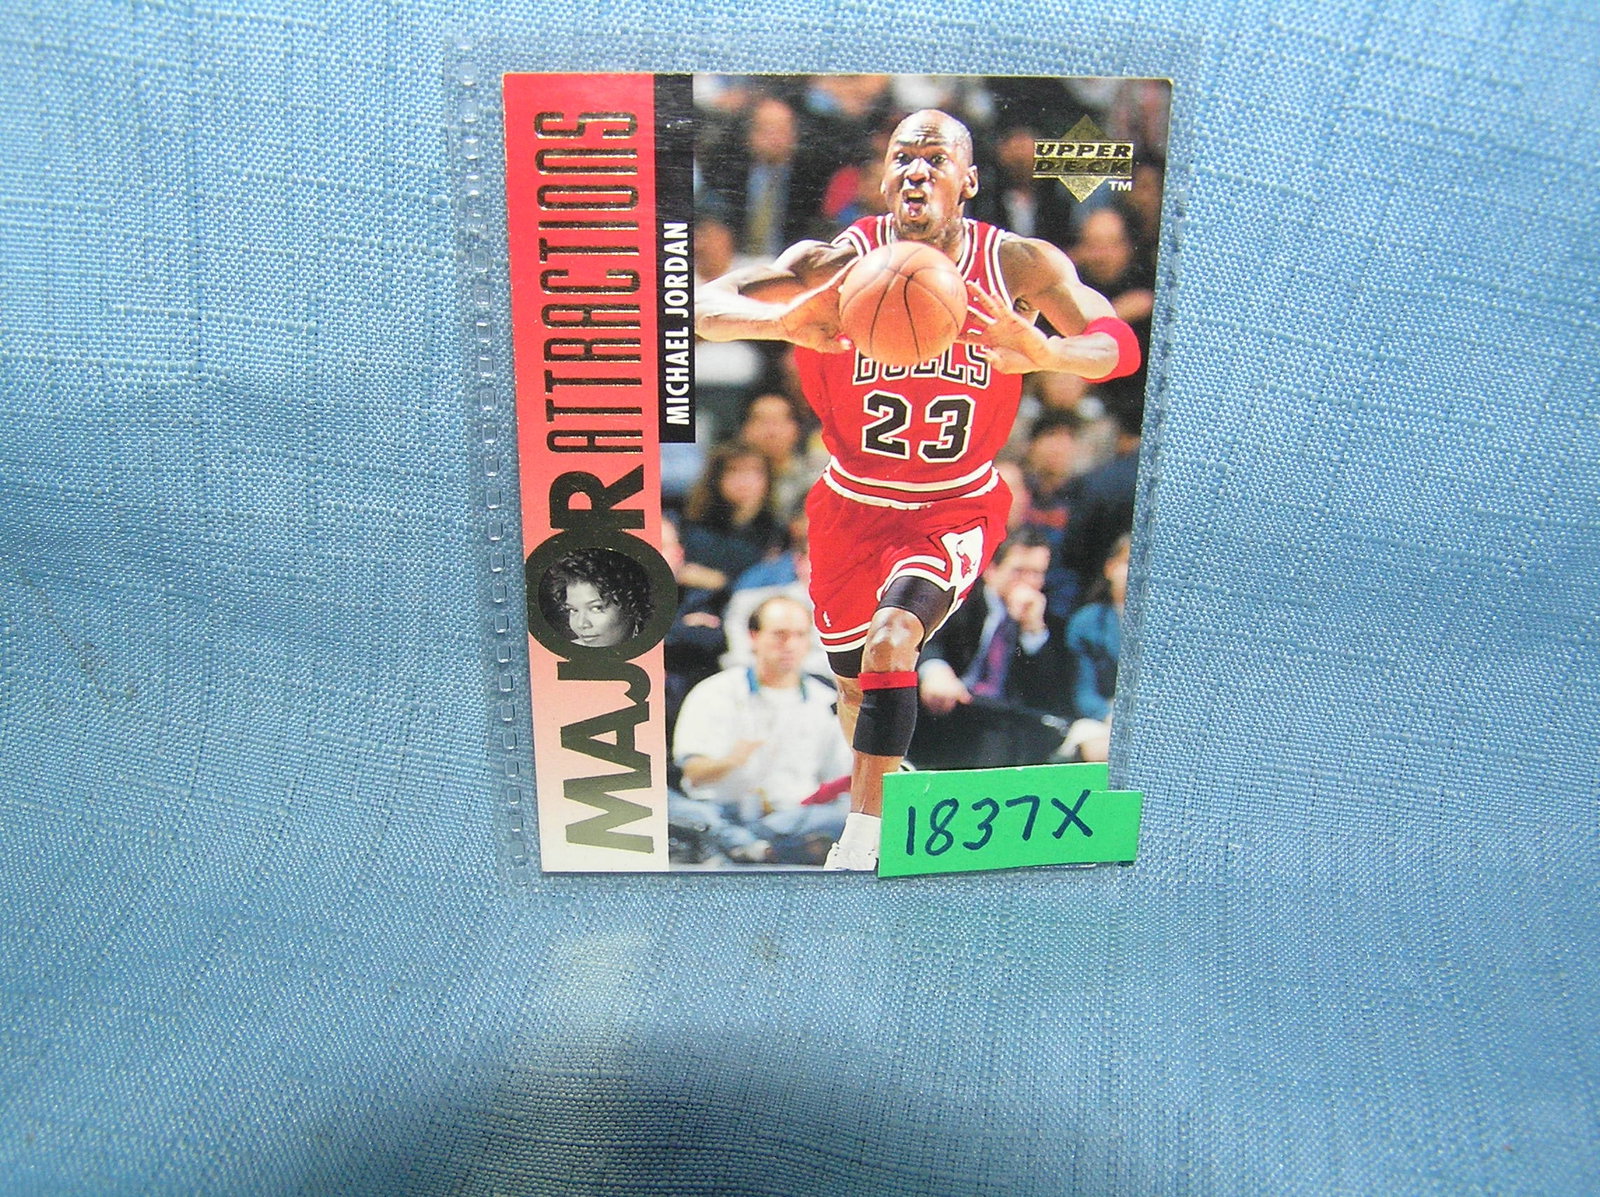 MAJOR ATTRACTIONS
MICHAEL JORDAN
UPPER
DECK
TM
BULLS
23
1837X